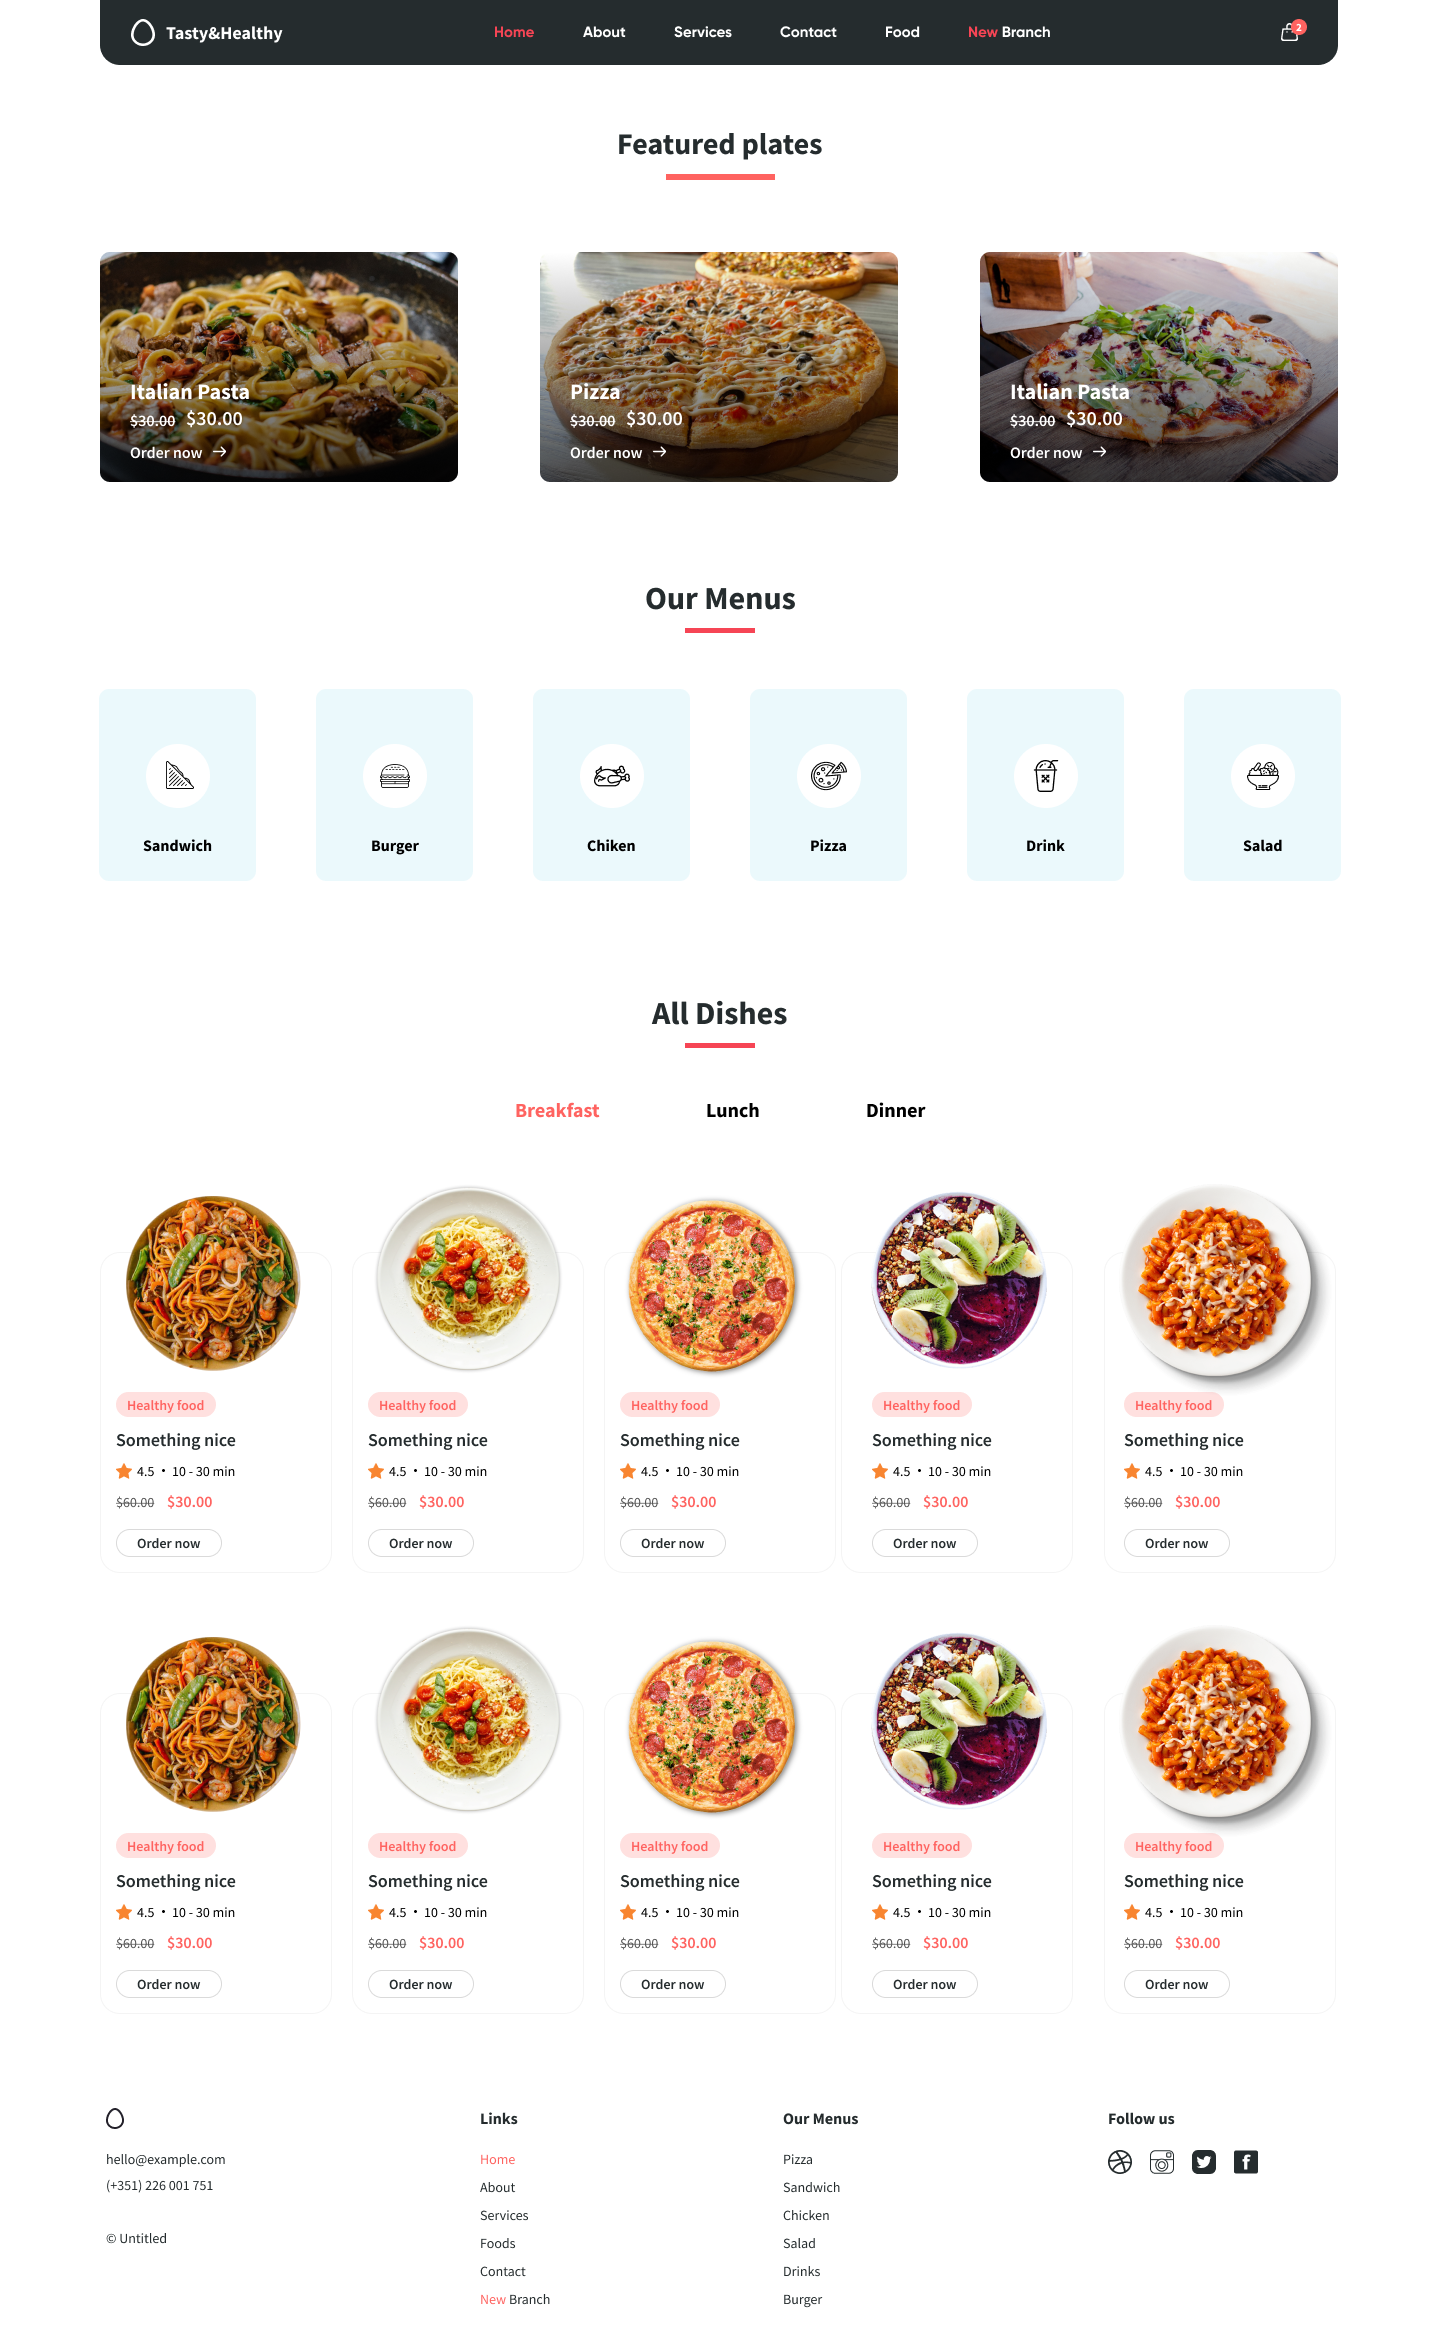 Tasty&Healthy Home About Services Contact Food New Branch 2
Featured plates
Italian Pasta
$30.00 $30.00
Order now
Pizza
$30.00 $30.00
Order now
Italian Pasta
$30.00 $30.00
Order now
Our Menus
Sandwich Burger Chiken Pizza Drink Salad
All Dishes
Breakfast Lunch Dinner
Healthy food
Something nice
4.5 • 10 - 30 min
$60.00 $30.00
Order now
Healthy food
Something nice
4.5 • 10 - 30 min
$60.00 $30.00
Order now
Healthy food
Something nice
4.5 • 10 - 30 min
$60.00 $30.00
Order now
Healthy food
Something nice
4.5 • 10 - 30 min
$60.00 $30.00
Order now
Healthy food
Something nice
4.5 • 10 - 30 min
$60.00 $30.00
Order now
Healthy food
Something nice
4.5 • 10 - 30 min
$60.00 $30.00
Order now
Healthy food
Something nice
4.5 • 10 - 30 min
$60.00 $30.00
Order now
Healthy food
Something nice
4.5 • 10 - 30 min
$60.00 $30.00
Order now
Healthy food
Something nice
4.5 • 10 - 30 min
$60.00 $30.00
Order now
Healthy food
Something nice
4.5 • 10 - 30 min
$60.00 $30.00
Order now
hello@example.com
(+351) 226 001 751
© Untitled
Links
Home
About
Services
Foods
Contact
New Branch
Our Menus
Pizza
Sandwich
Chicken
Salad
Drinks
Burger
Follow us